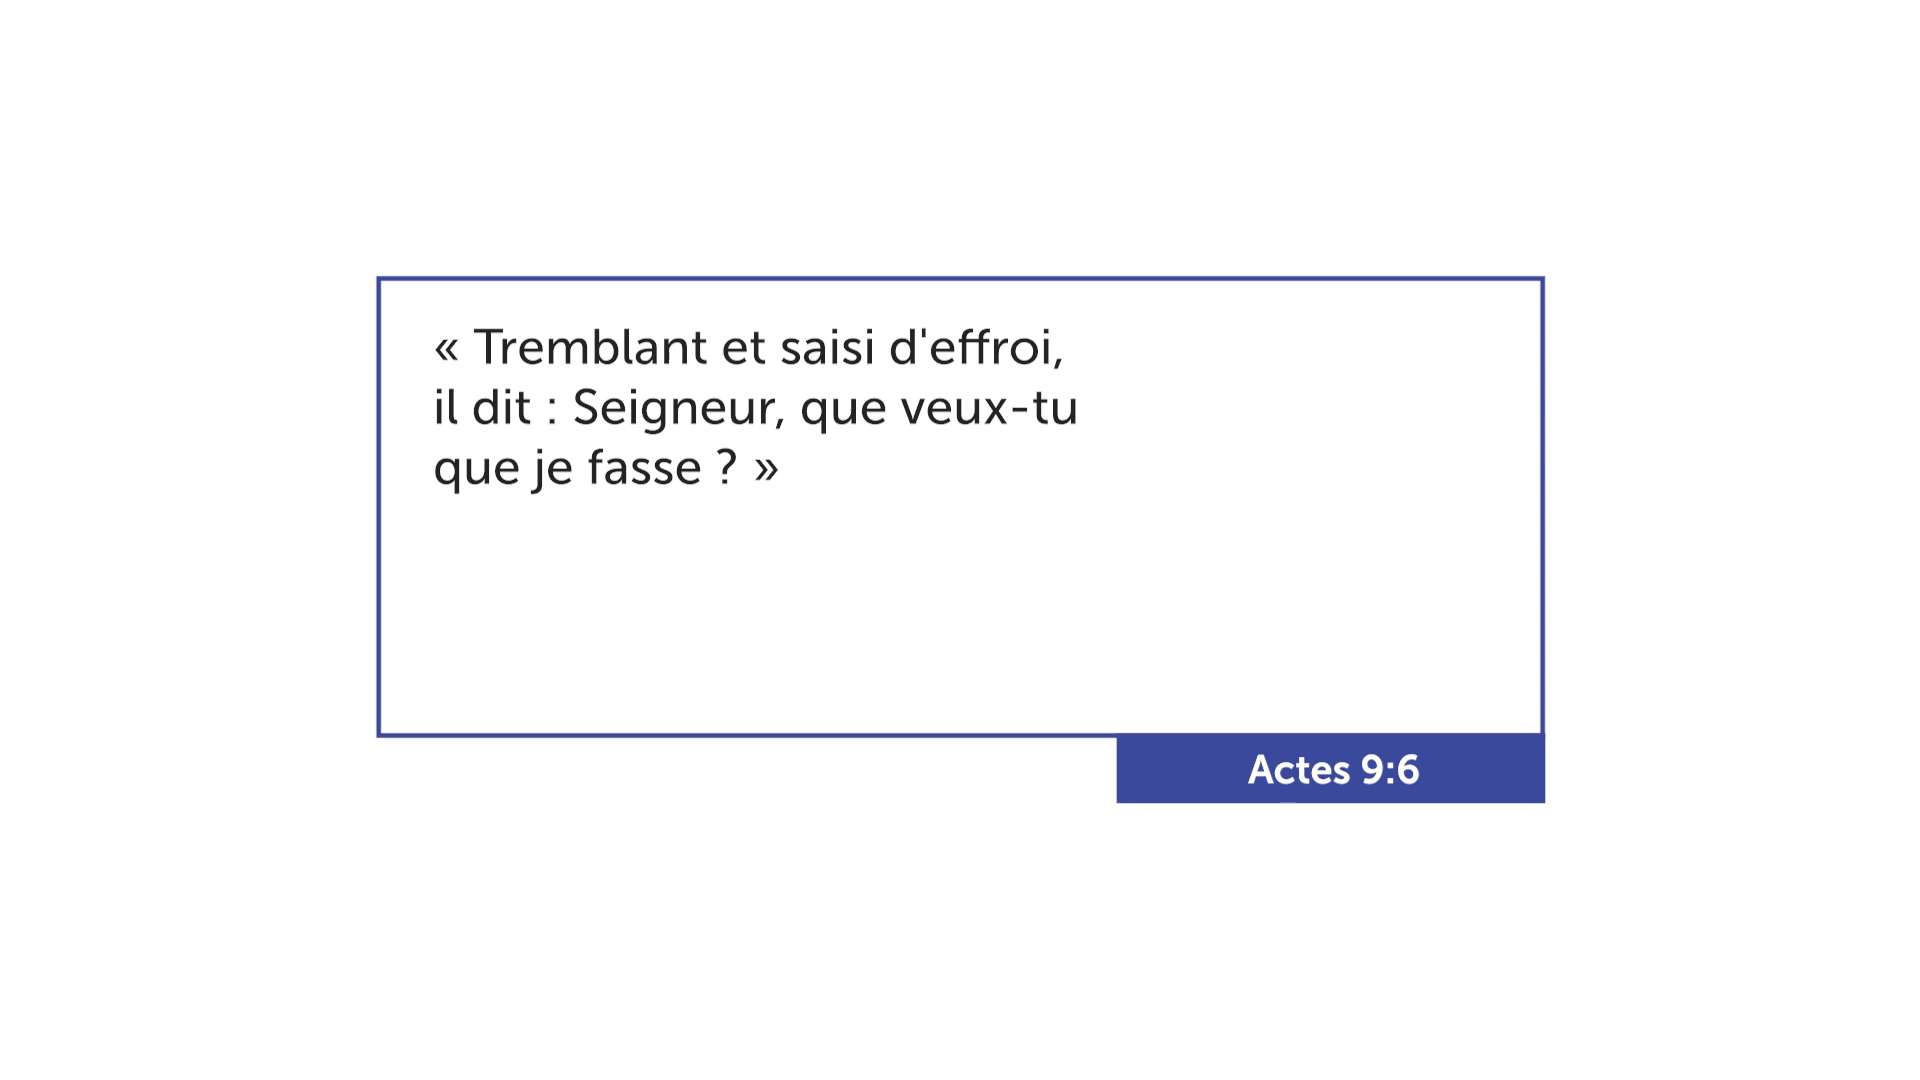 « Tremblant et saisi d'effroi,
il dit : Seigneur, que veux-tu
que je fasse ? »
Actes 9:6